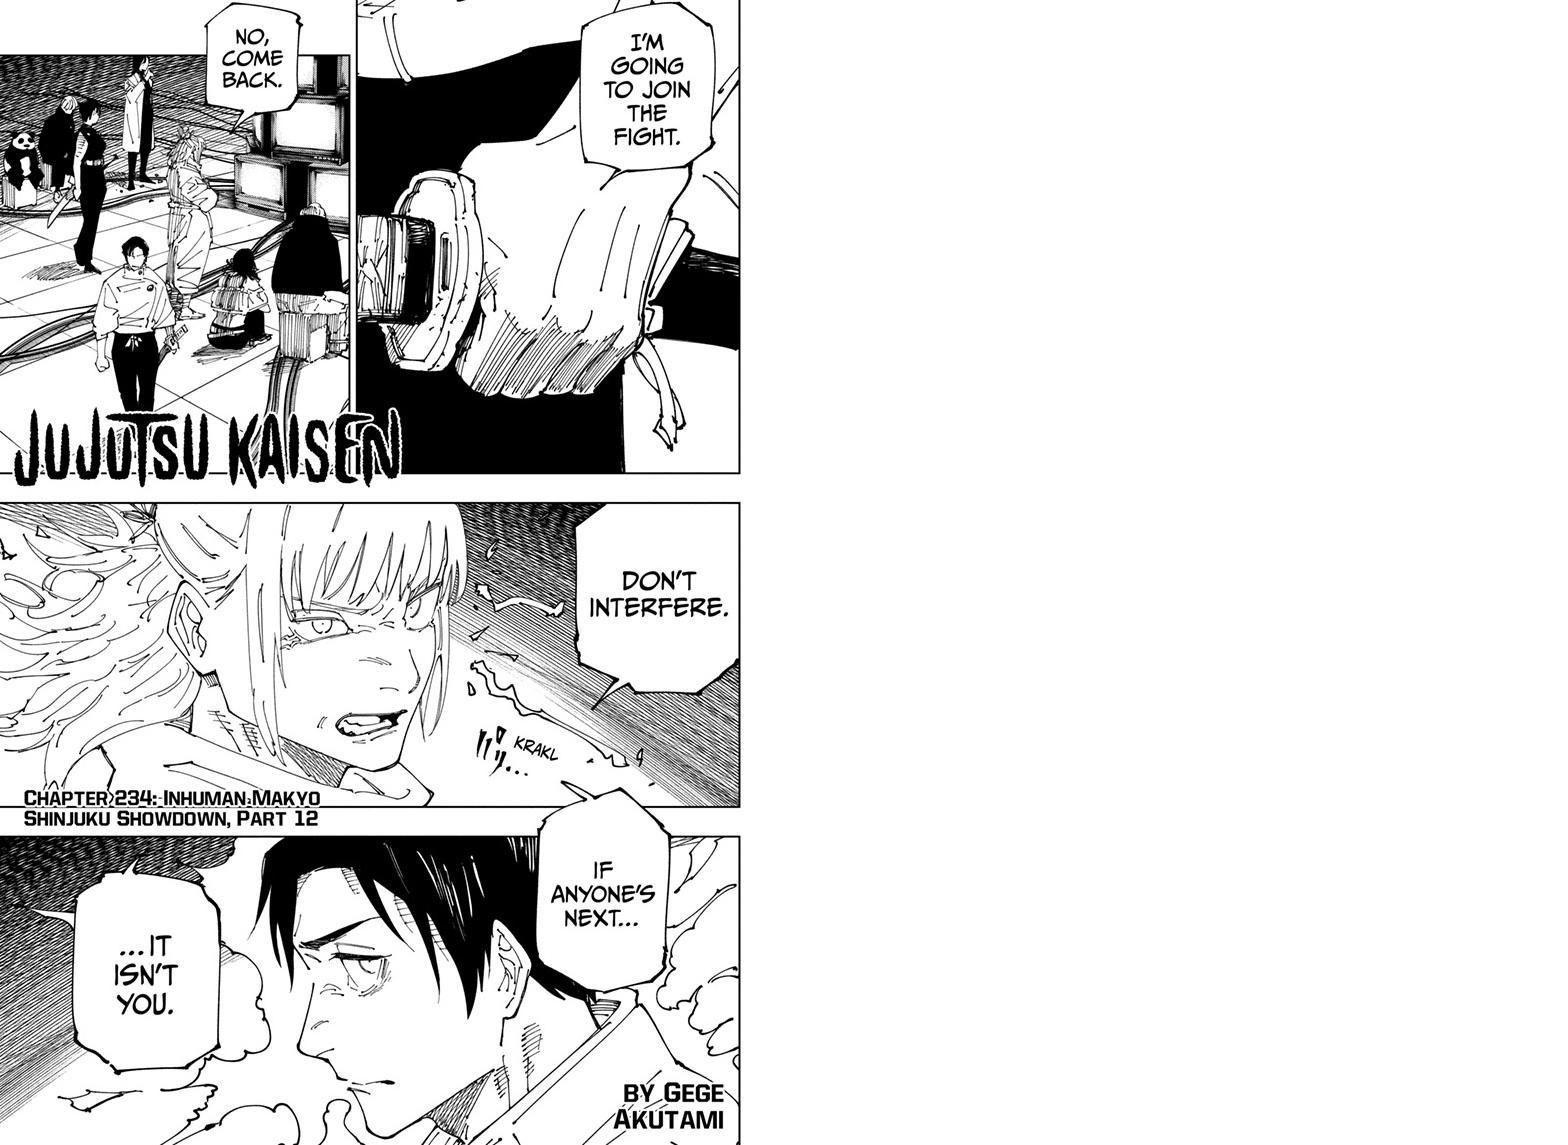 I'M
GOING
TO JOIN
THE
FIGHT.
NO,
COME
BACK.
JUJUTSU KAISEN
DON'T
INTERFERE.
KRAKL
CHAPTER 234: INHUMAN MAKYO
SHINJUKU SHOWDOWN, PART 12
IF
ANYONE'S
NEXT...
...IT
ISN'T
YOU.
BY GEGE
AKUTAMI